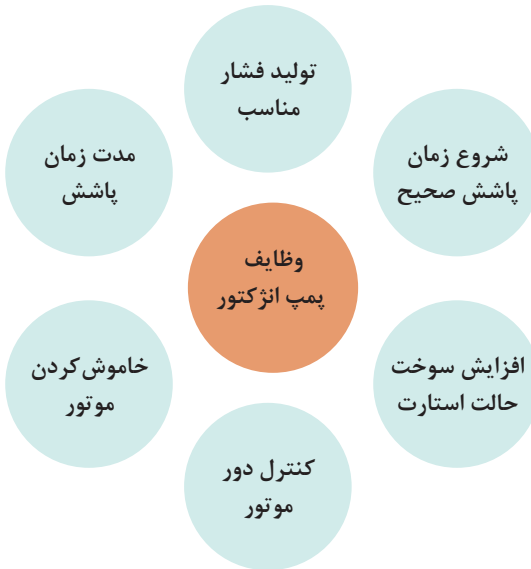 تولید فشار
مناسب
شروع زمان
پاشش صحیح
مدت زمان
پاشش
وظایف
پمپ انژکتور
افزایش سوخت
حالت استارت
خاموش‌کردن
موتور
کنترل دور
موتور